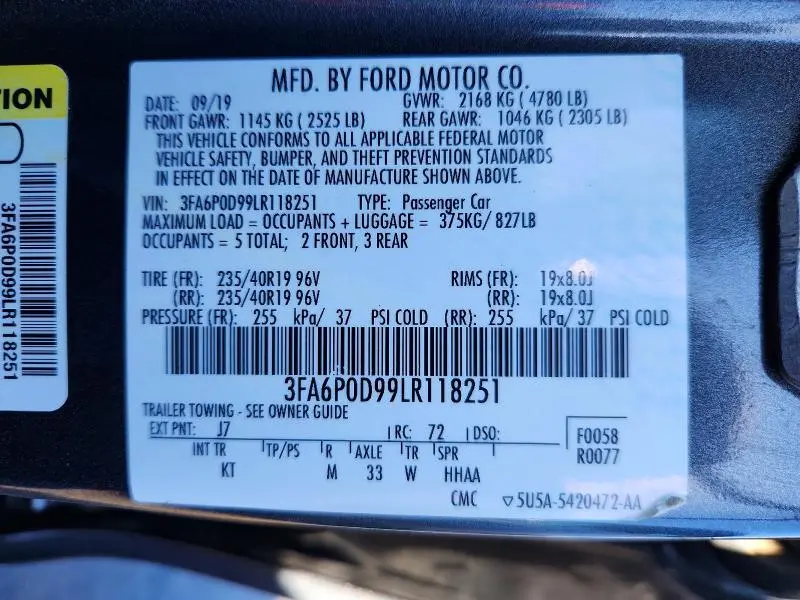 TION
3FA6P0D99LR118251
MFD. BY FORD MOTOR CO.
DATE: 09/19 GVWR: 2168 KG ( 4780 LB)
FRONT GAWR: 1145 KG ( 2525 LB) REAR GAWR: 1046 KG ( 2305 LB)
THIS VEHICLE CONFORMS TO ALL APPLICABLE FEDERAL MOTOR
VEHICLE SAFETY, BUMPER, AND THEFT PREVENTION STANDARDS
IN EFFECT ON THE DATE OF MANUFACTURE SHOWN ABOVE.
VIN: 3FA6P0D99LR118251 TYPE: Passenger Car
MAXIMUM LOAD = OCCUPANTS + LUGGAGE = 375KG/ 827LB
OCCUPANTS = 5 TOTAL; 2 FRONT, 3 REAR
TIRE (FR): 235/40R19 96V RIMS (FR): 19x8.0J
(RR): 235/40R19 96V (RR): 19x8.0J
PRESSURE (FR): 255 kPa/ 37 PSI COLD (RR): 255 kPa/ 37 PSI COLD
3FA6P0D99LR118251
TRAILER TOWING - SEE OWNER GUIDE
EXT PNT: J7 RC: 72 DSO: F0058
INT TR TP/PS R AXLE TR SPR R0077
KT M 33 W HHAA
CMC ▽5U5A-5420472-AA